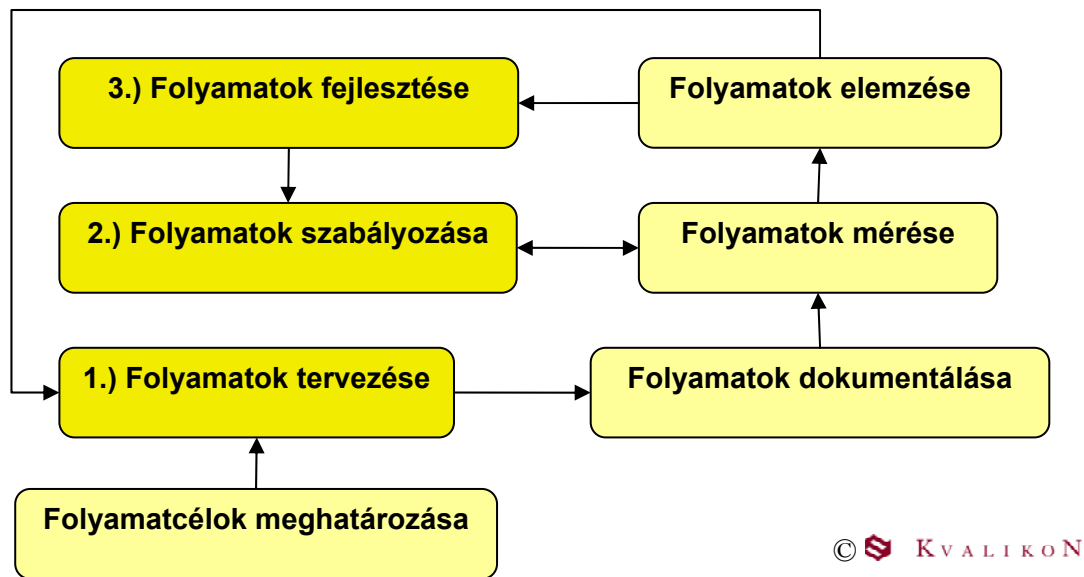 3.) Folyamatok fejlesztése
Folyamatok elemzése
2.) Folyamatok szabályozása
Folyamatok mérése
1.) Folyamatok tervezése
Folyamatok dokumentálása
Folyamatcélok meghatározása
© KVALIKON